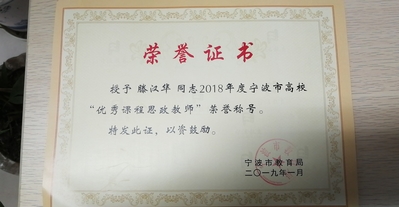 荣誉证书
授予 滕汉华 同志2018年度宁波市高校
“优秀课程思政教师”荣誉称号。
特发此证，以资鼓励。
宁波市教育局
二〇一九年一月